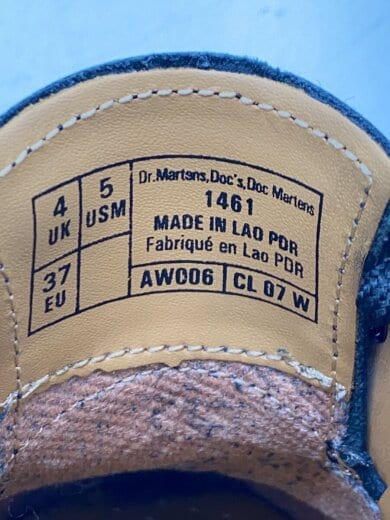 4 UK
5 USM
37 EU
Dr.Martens,Doc's,Doc Martens
1461
MADE IN LAO PDR
Fabriqué en Lao PDR
AW006
CL 07 W